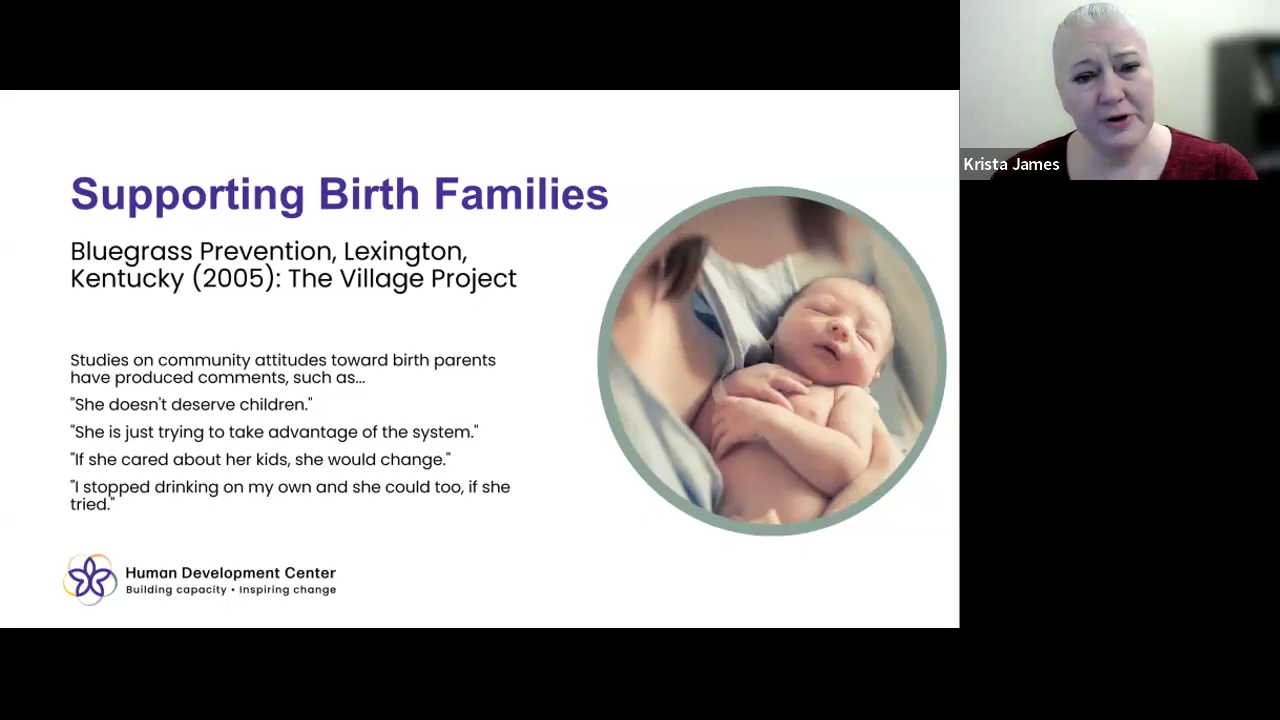 Supporting Birth Families
Bluegrass Prevention, Lexington,
Kentucky (2005): The Village Project
Studies on community attitudes toward birth parents
have produced comments, such as...
"She doesn't deserve children."
"She is just trying to take advantage of the system."
"If she cared about her kids, she would change."
"I stopped drinking on my own and she could too, if she
tried."
Human Development Center
Building capacity • Inspiring change
Krista James